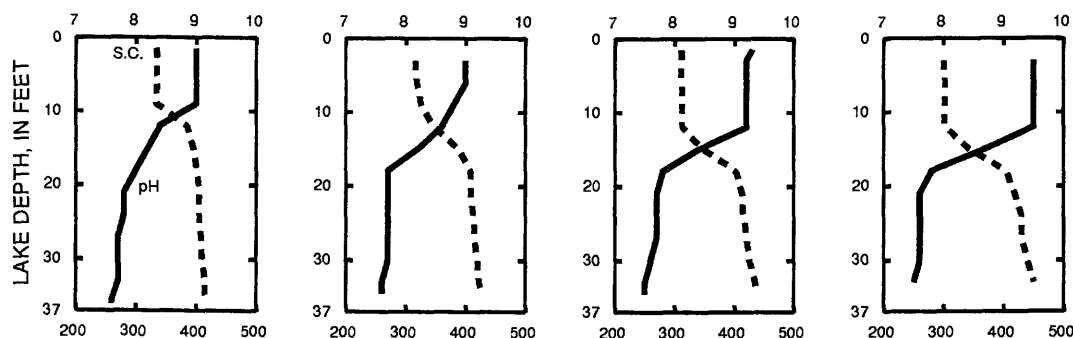 7 8 9 10 7 8 9 10 7 8 9 10 7 8 9 10
0 0 0 0
S.C.
10 10 10 10
pH
20 20 20 20
30 30 30 30
37 37 37 37
200 300 400 500 200 300 400 500 200 300 400 500 200 300 400 500
LAKE DEPTH, IN FEET